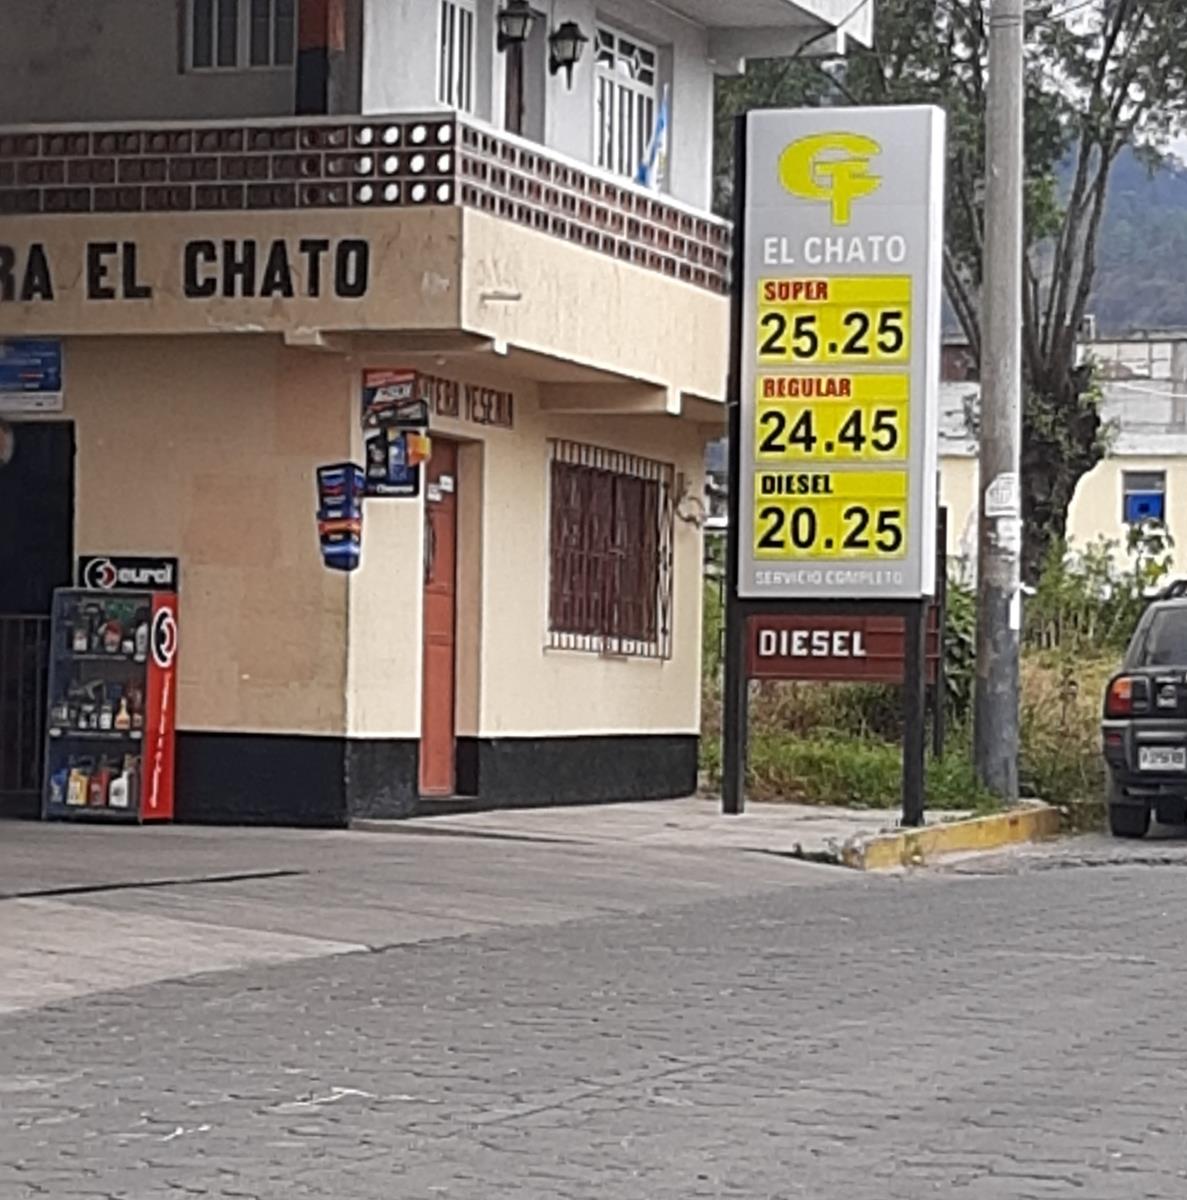 RA EL CHATO
GF
EL CHATO
SUPER
25.25
REGULAR
24.45
DIESEL
20.25
SERVICIO COMPLETO
DIESEL
eurol